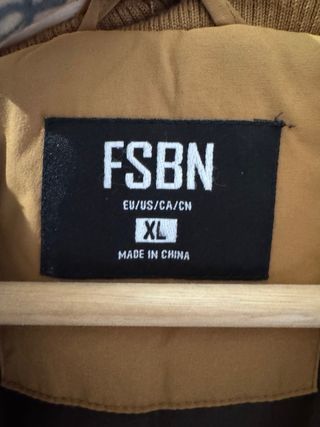 FSBN
EU/US/CA/CN
XL
MADE IN CHINA